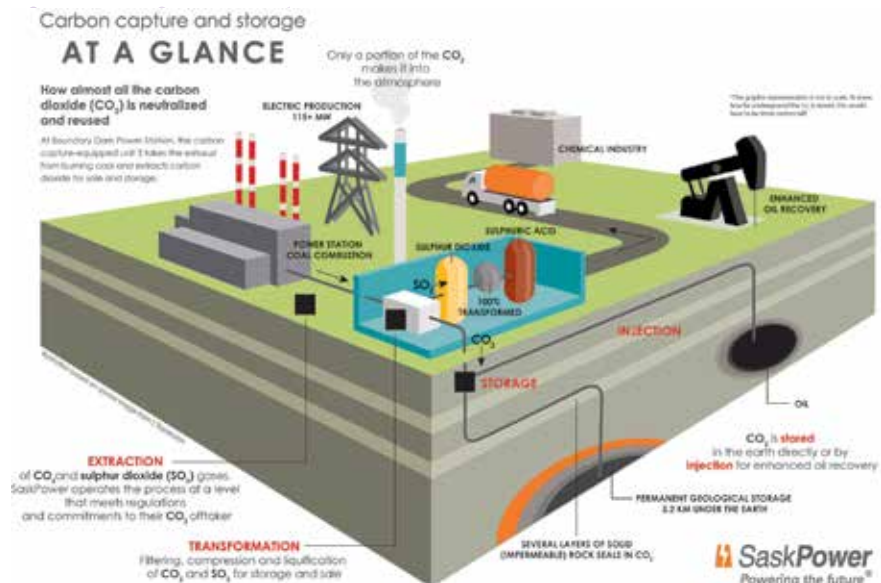 Carbon capture and storage
AT A GLANCE
How almost all the carbon
dioxide (CO2) is neutralized
and reused
At Boundary Dam Power Station, the carbon
capture-equipped unit 3 takes the exhaust
from burning coal and extracts carbon
dioxide for sale and storage.
Only a portion of the CO2
makes it into
the atmosphere
ELECTRIC PRODUCTION
115+ MW
CHEMICAL INDUSTRY
ENHANCED
OIL RECOVERY
POWER STATION
COAL COMBUSTION
SULPHUR DIOXIDE
SULPHURIC ACID
SO2
100%
TRANSFORMED
CO2
STORAGE
INJECTION
OIL
CO2 is stored
in the earth directly or by
injection for enhanced oil recovery
EXTRACTION
of CO2 and sulphur dioxide (SO2) gases.
SaskPower operates the process at a level
that meets regulations
and commitments to their CO2 offtaker
TRANSFORMATION
Filtering, compression and liquification
of CO2 and SO2 for storage and sale
PERMANENT GEOLOGICAL STORAGE
3.2 KM UNDER THE EARTH
SEVERAL LAYERS OF SOLID
(IMPERMEABLE) ROCK SEALS IN CO2
SaskPower
Powering the future®